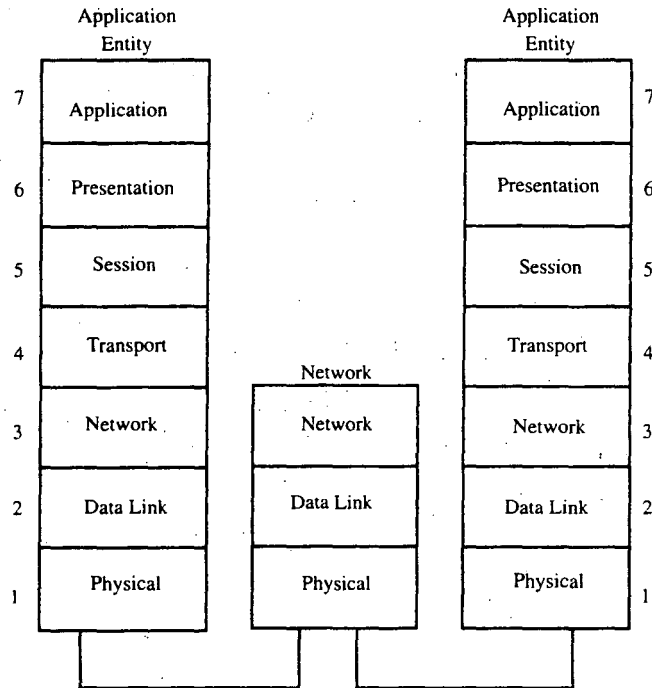 Application
Entity
Application
Entity
7
Application
Application
7
6
Presentation
Presentation
6
5
Session
Session
5
4
Transport
Transport
4
Network
3
Network
Network
Network
3
2
Data Link
Data Link
Data Link
2
1
Physical
Physical
Physical
1